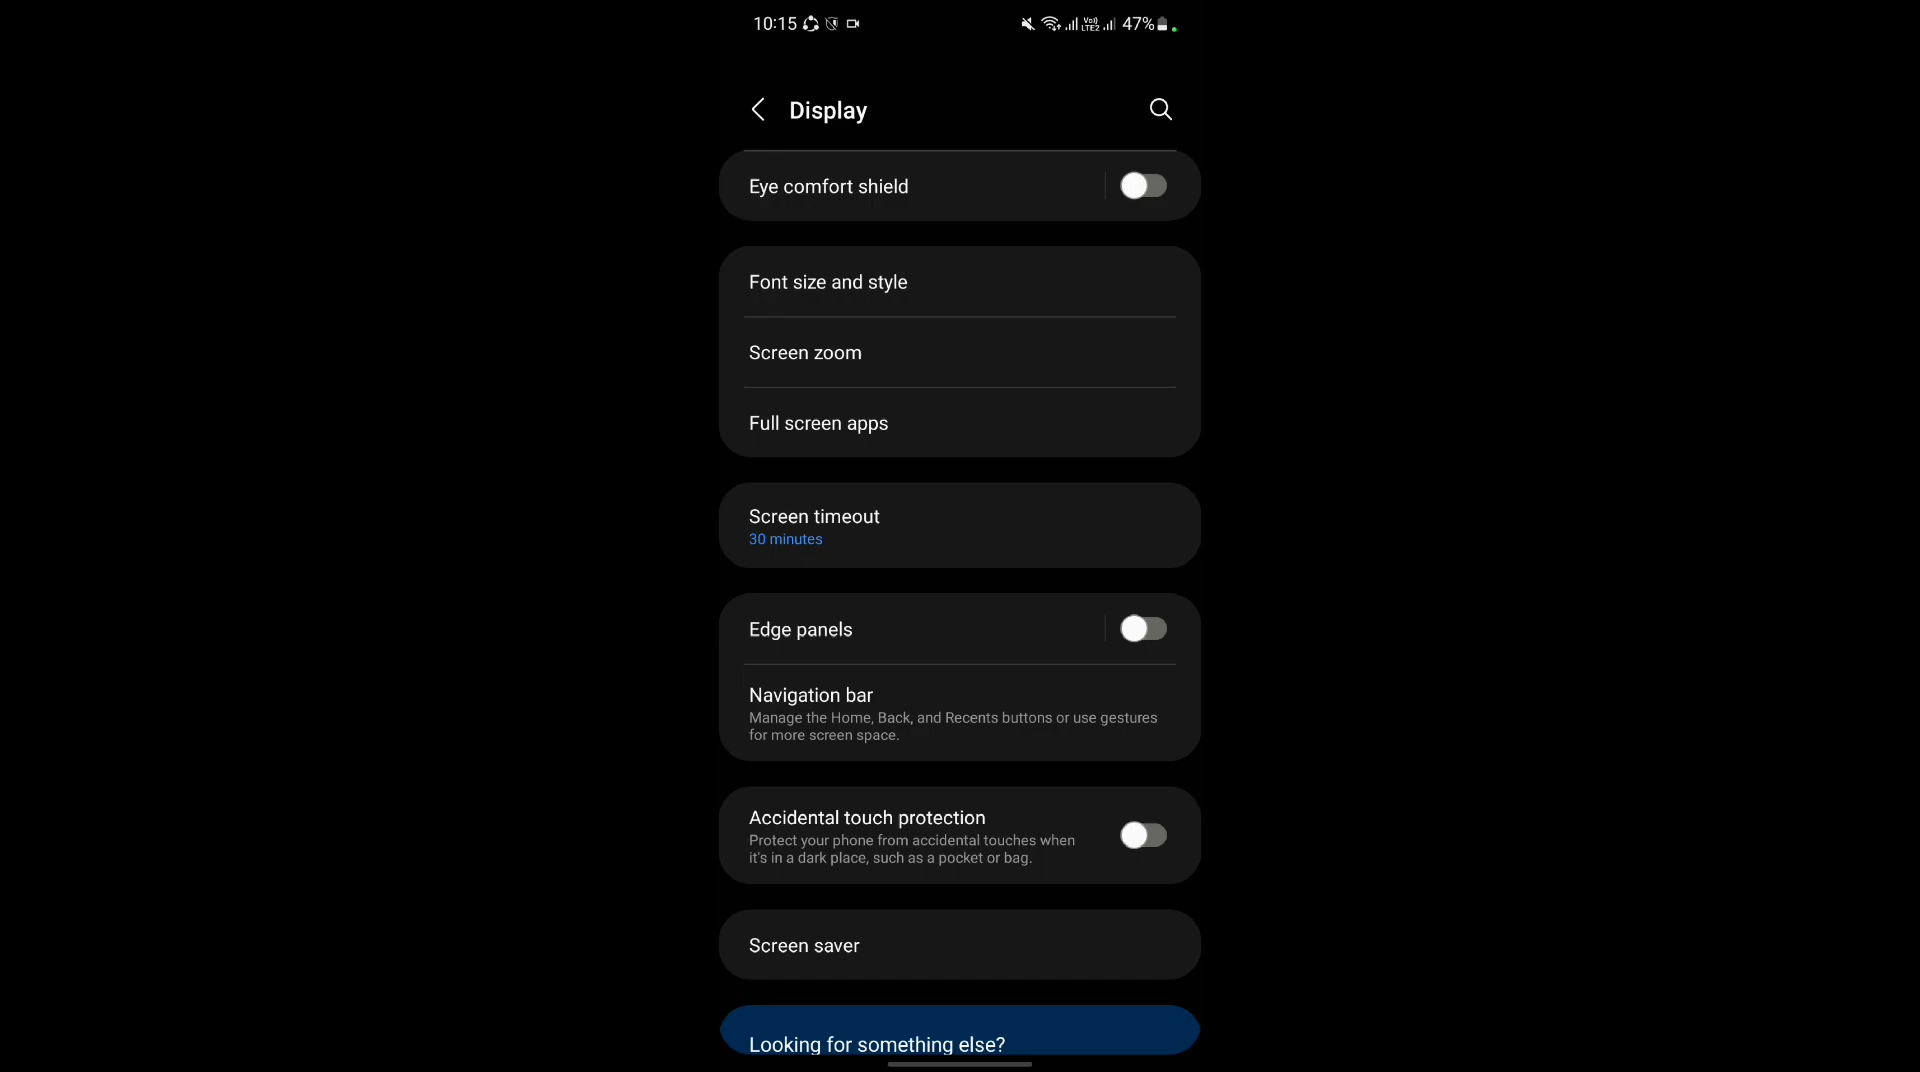 10:15 Vo) LTE2 47%
Display
Eye comfort shield
Font size and style
Screen zoom
Full screen apps
Screen timeout
30 minutes
Edge panels
Navigation bar
Manage the Home, Back, and Recents buttons or use gestures
for more screen space.
Accidental touch protection
Protect your phone from accidental touches when
it's in a dark place, such as a pocket or bag.
Screen saver
Looking for something else?